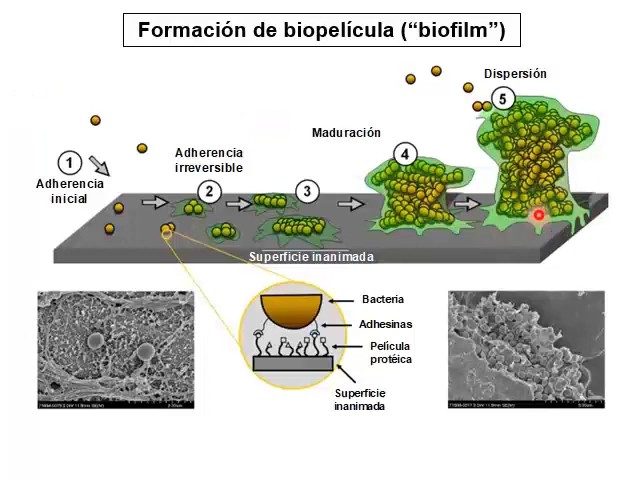 Formación de biopelícula (“biofilm”)
Dispersión
5
Maduración
4
1
Adherencia
inicial
Adherencia
irreversible
2
3
Superficie inanimada
Bacteria
Adhesinas
Película
protéica
Superficie
inanimada